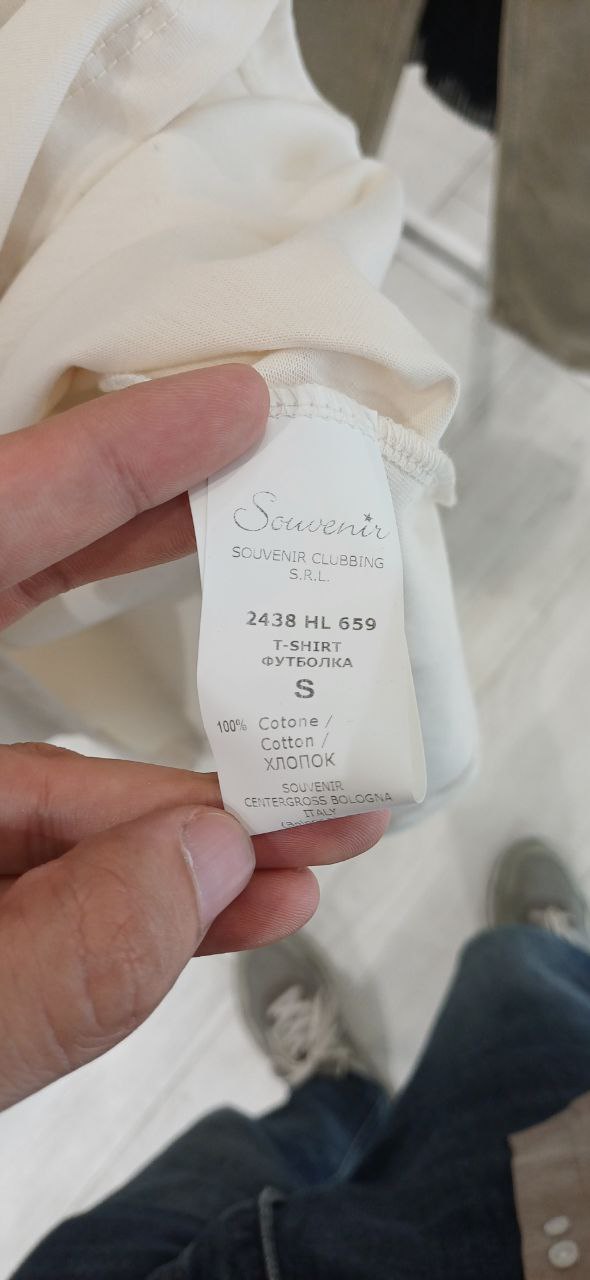 Souvenir
SOUVENIR CLUBBING
S.R.L.
2438 HL 659
T-SHIRT
ФУТБОЛКА
S
100% Cotone /
Cotton /
ХЛОПОК
SOUVENIR
CENTERGROSS BOLOGNA
ITALY